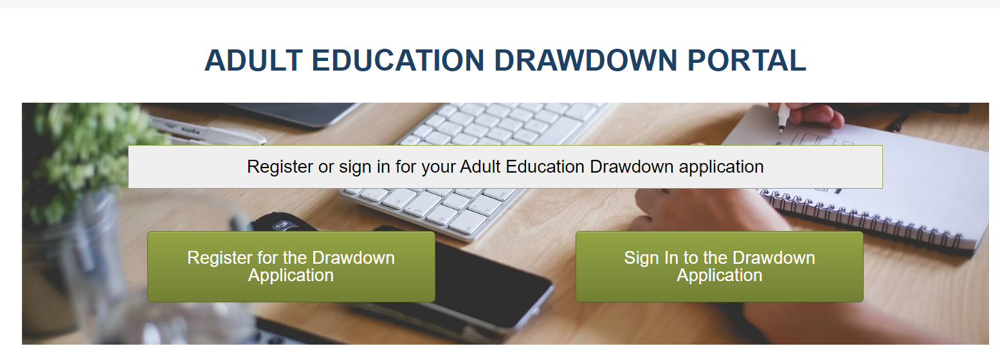 ADULT EDUCATION DRAWDOWN PORTAL
Register or sign in for your Adult Education Drawdown application
Register for the Drawdown
Application
Sign In to the Drawdown
Application